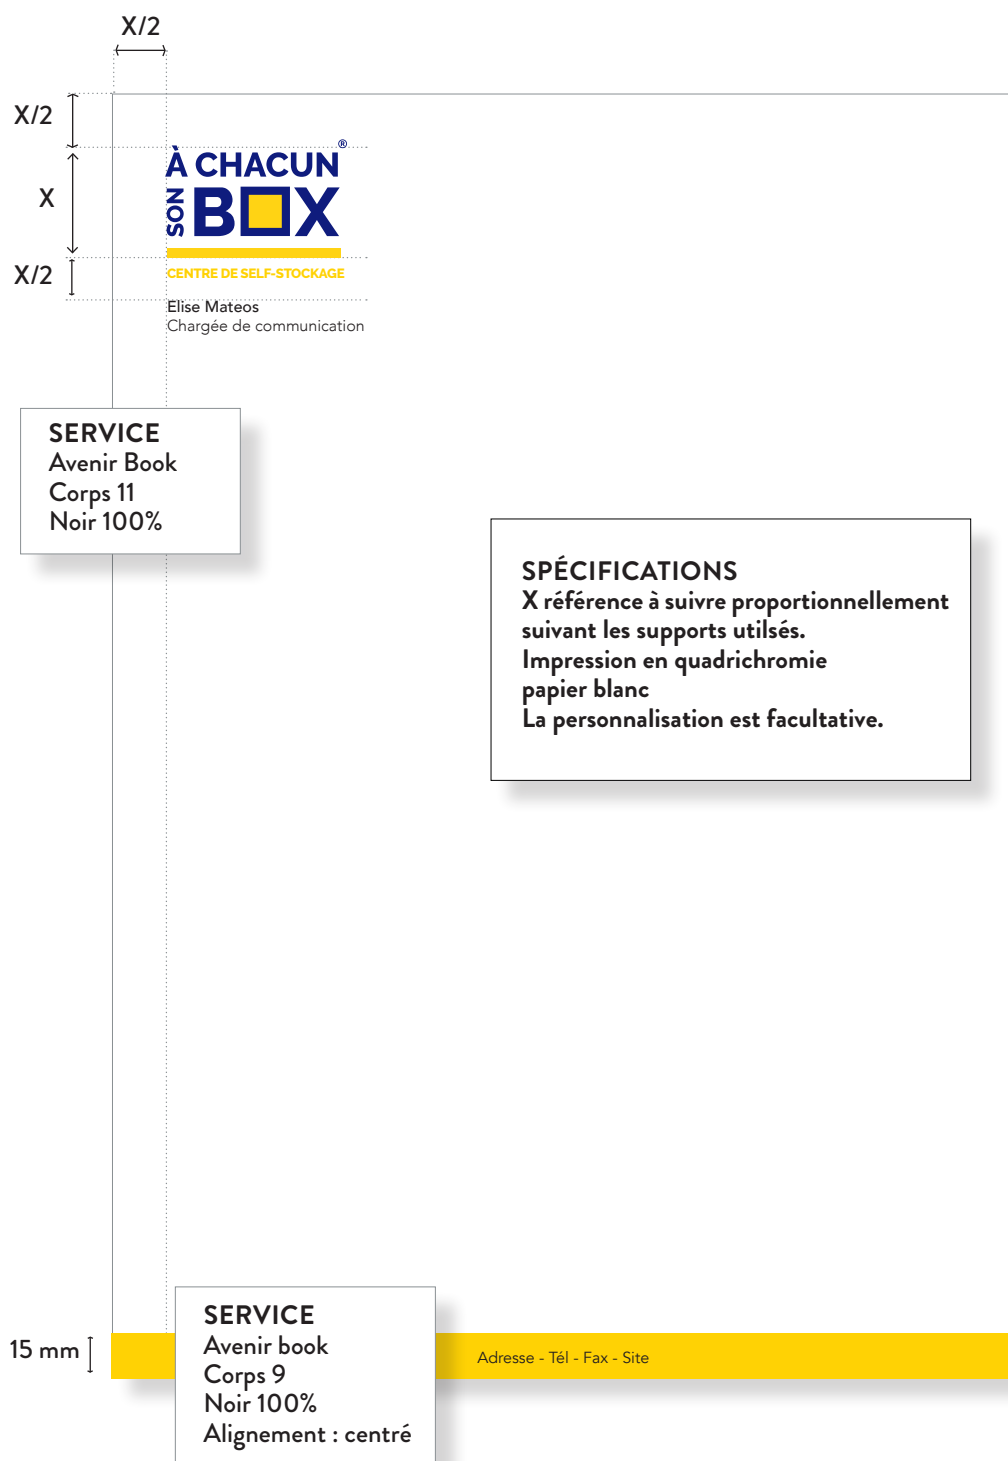 X/2
X/2
X
X/2
À CHACUN®
SON BOX
CENTRE DE SELF-STOCKAGE
Elise Mateos
Chargée de communication
SERVICE
Avenir Book
Corps 11
Noir 100%
SPÉCIFICATIONS
X référence à suivre proportionnellement
suivant les supports utilsés.
Impression en quadrichromie
papier blanc
La personnalisation est facultative.
15 mm
SERVICE
Avenir book
Corps 9
Noir 100%
Alignement : centré
Adresse - Tél - Fax - Site